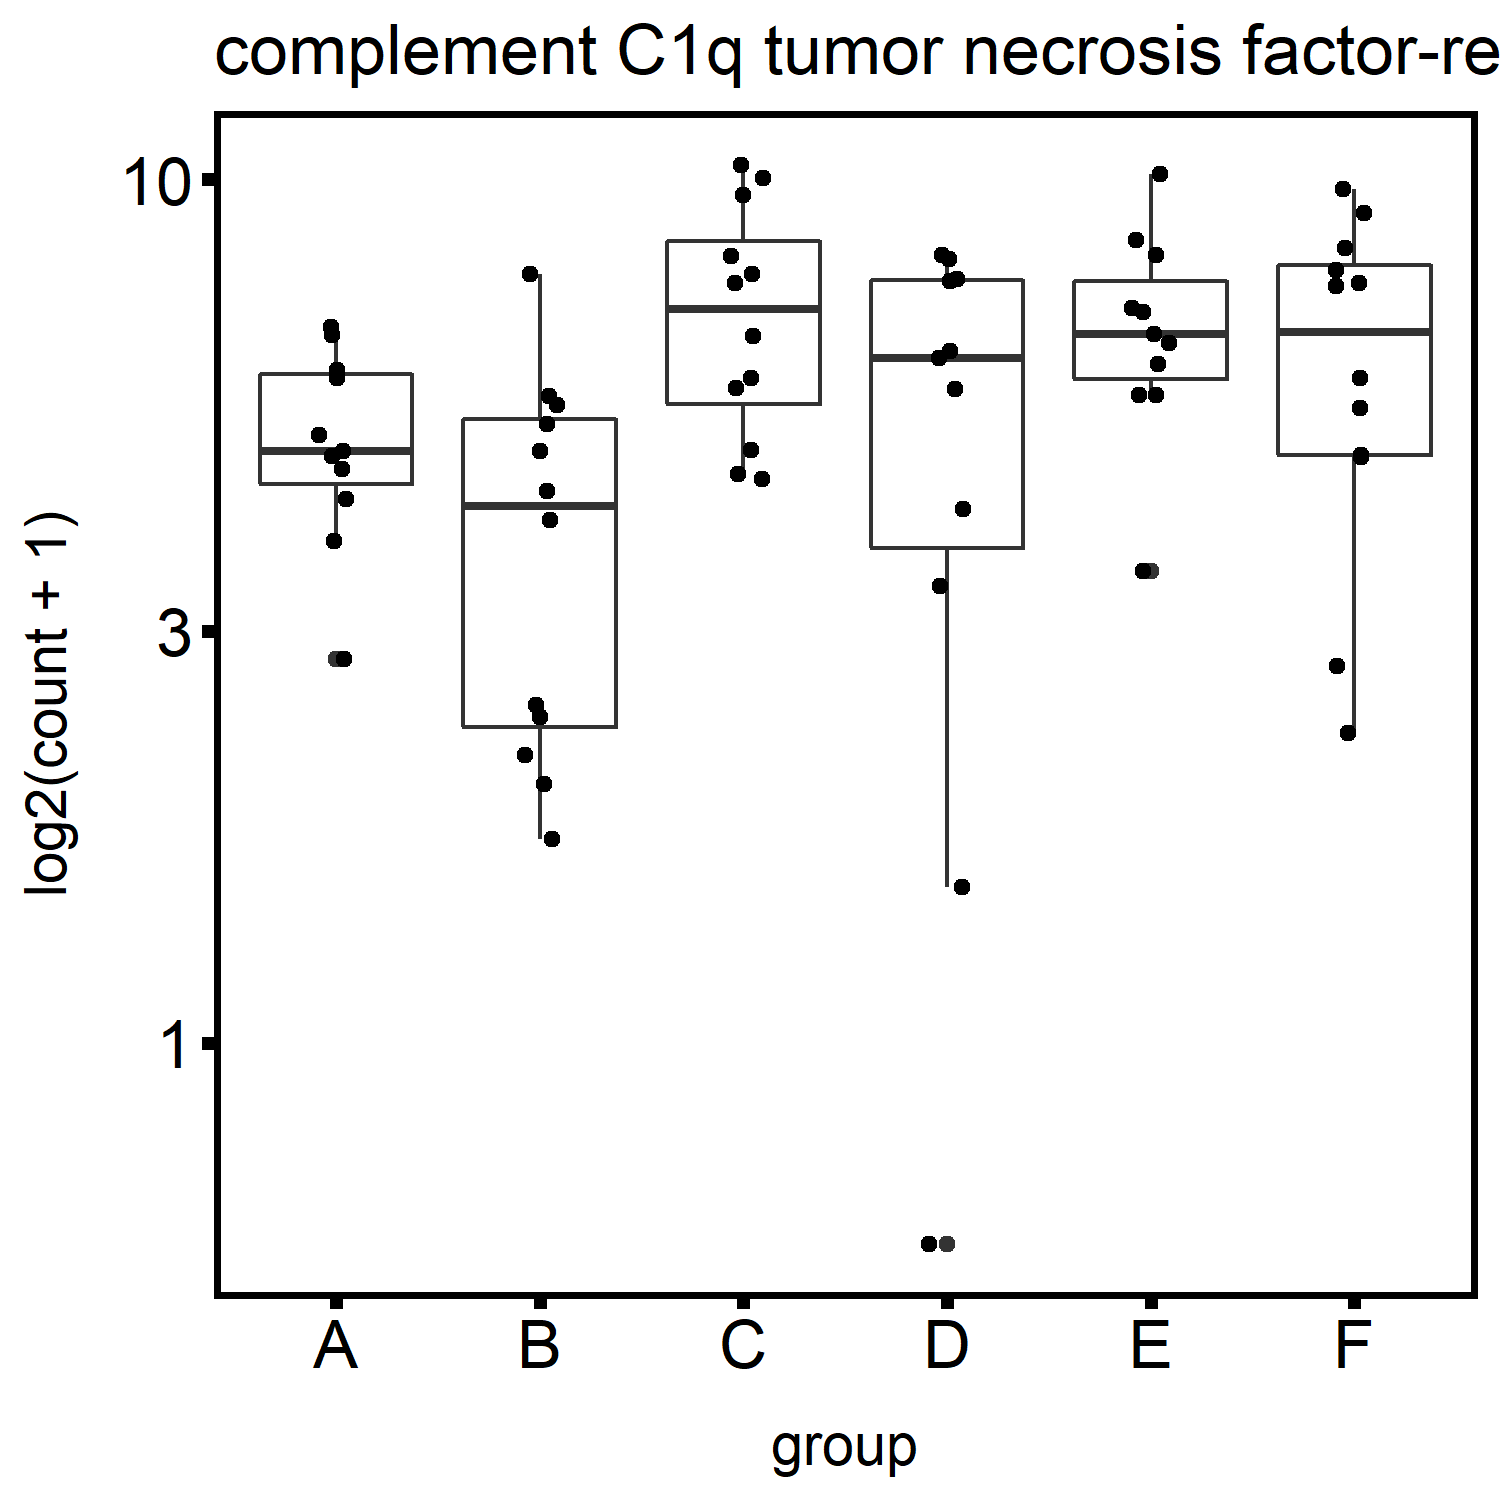 complement C1q tumor necrosis factor-re
10
3
1
log2(count + 1)
A B C D E F
group